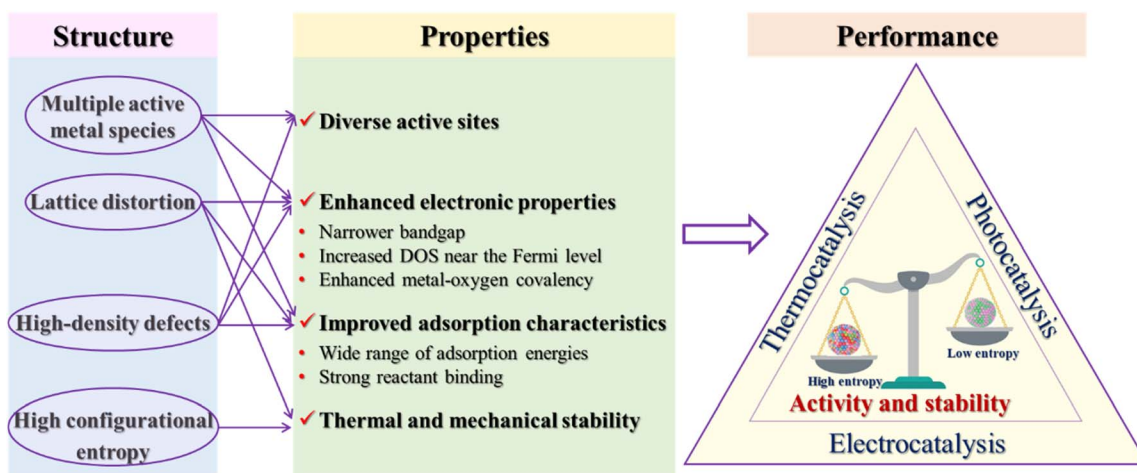 Structure
Multiple active
metal species
Lattice distortion
High-density defects
High configurational
entropy
Properties
✓ Diverse active sites
✓ Enhanced electronic properties
• Narrower bandgap
• Increased DOS near the Fermi level
• Enhanced metal-oxygen covalency
✓ Improved adsorption characteristics
• Wide range of adsorption energies
• Strong reactant binding
✓ Thermal and mechanical stability
Performance
Thermocatalysis
Photocatalysis
High entropy
Low entropy
Activity and stability
Electrocatalysis